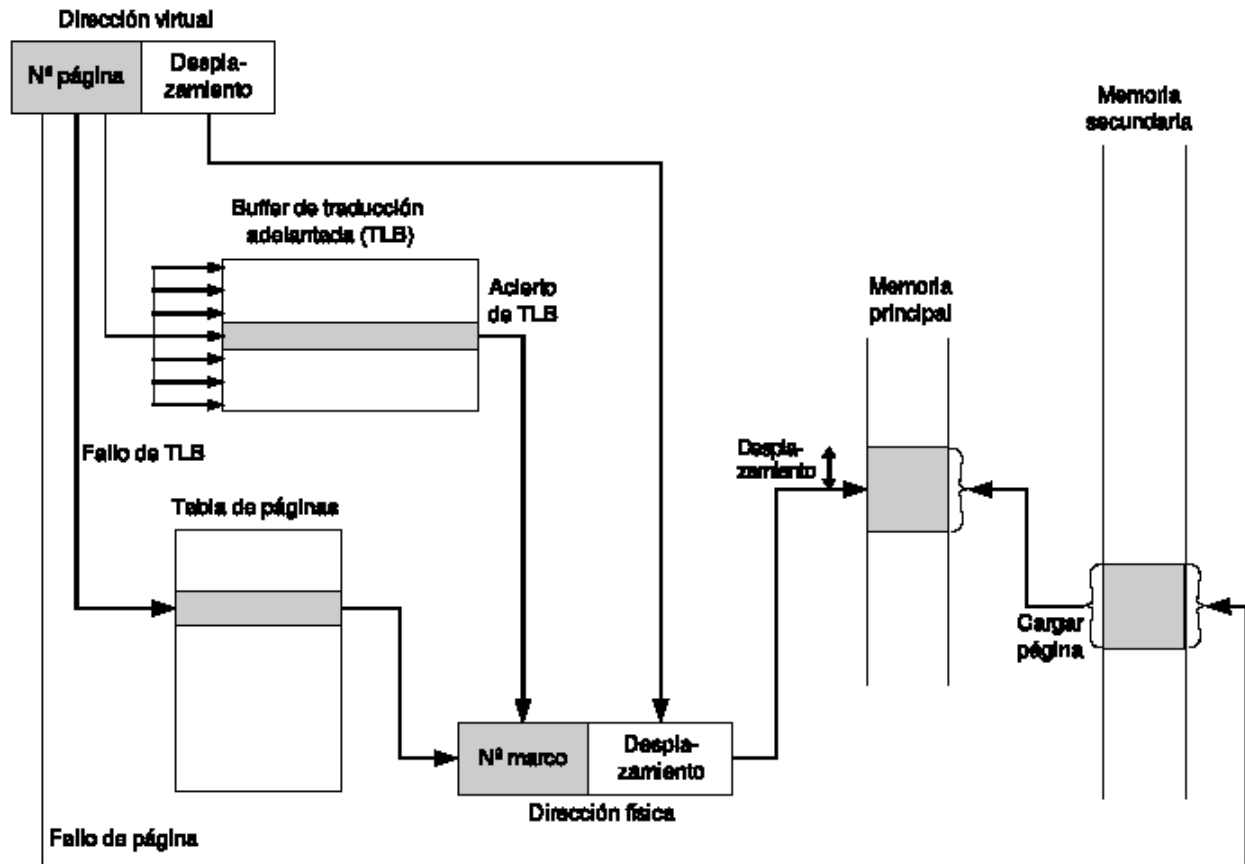 Dirección virtual
Nº página
Despla-
zamiento
Memoria
secundaria
Buffer de traducción
adelantada (TLB)
Acierto
de TLB
Memoria
principal
Fallo de TLB
Despla-
zamiento
Tabla de páginas
Cargar
página
Nº marco
Despla-
zamiento
Dirección física
Fallo de página